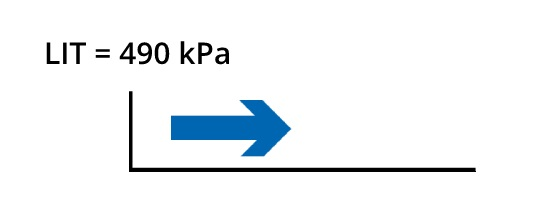 LIT = 490 kPa